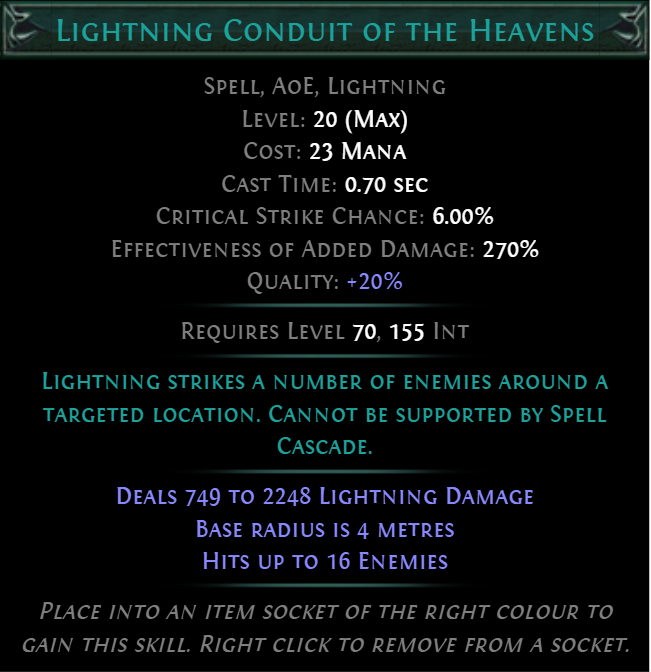 Lightning Conduit of the Heavens
Spell, AoE, Lightning
Level: 20 (Max)
Cost: 23 Mana
Cast Time: 0.70 sec
Critical Strike Chance: 6.00%
Effectiveness of Added Damage: 270%
Quality: +20%
Requires Level 70, 155 Int
Lightning strikes a number of enemies around a
targeted location. Cannot be supported by Spell
Cascade.
Deals 749 to 2248 Lightning Damage
Base radius is 4 metres
Hits up to 16 Enemies
Place into an item socket of the right colour to
gain this skill. Right click to remove from a socket.